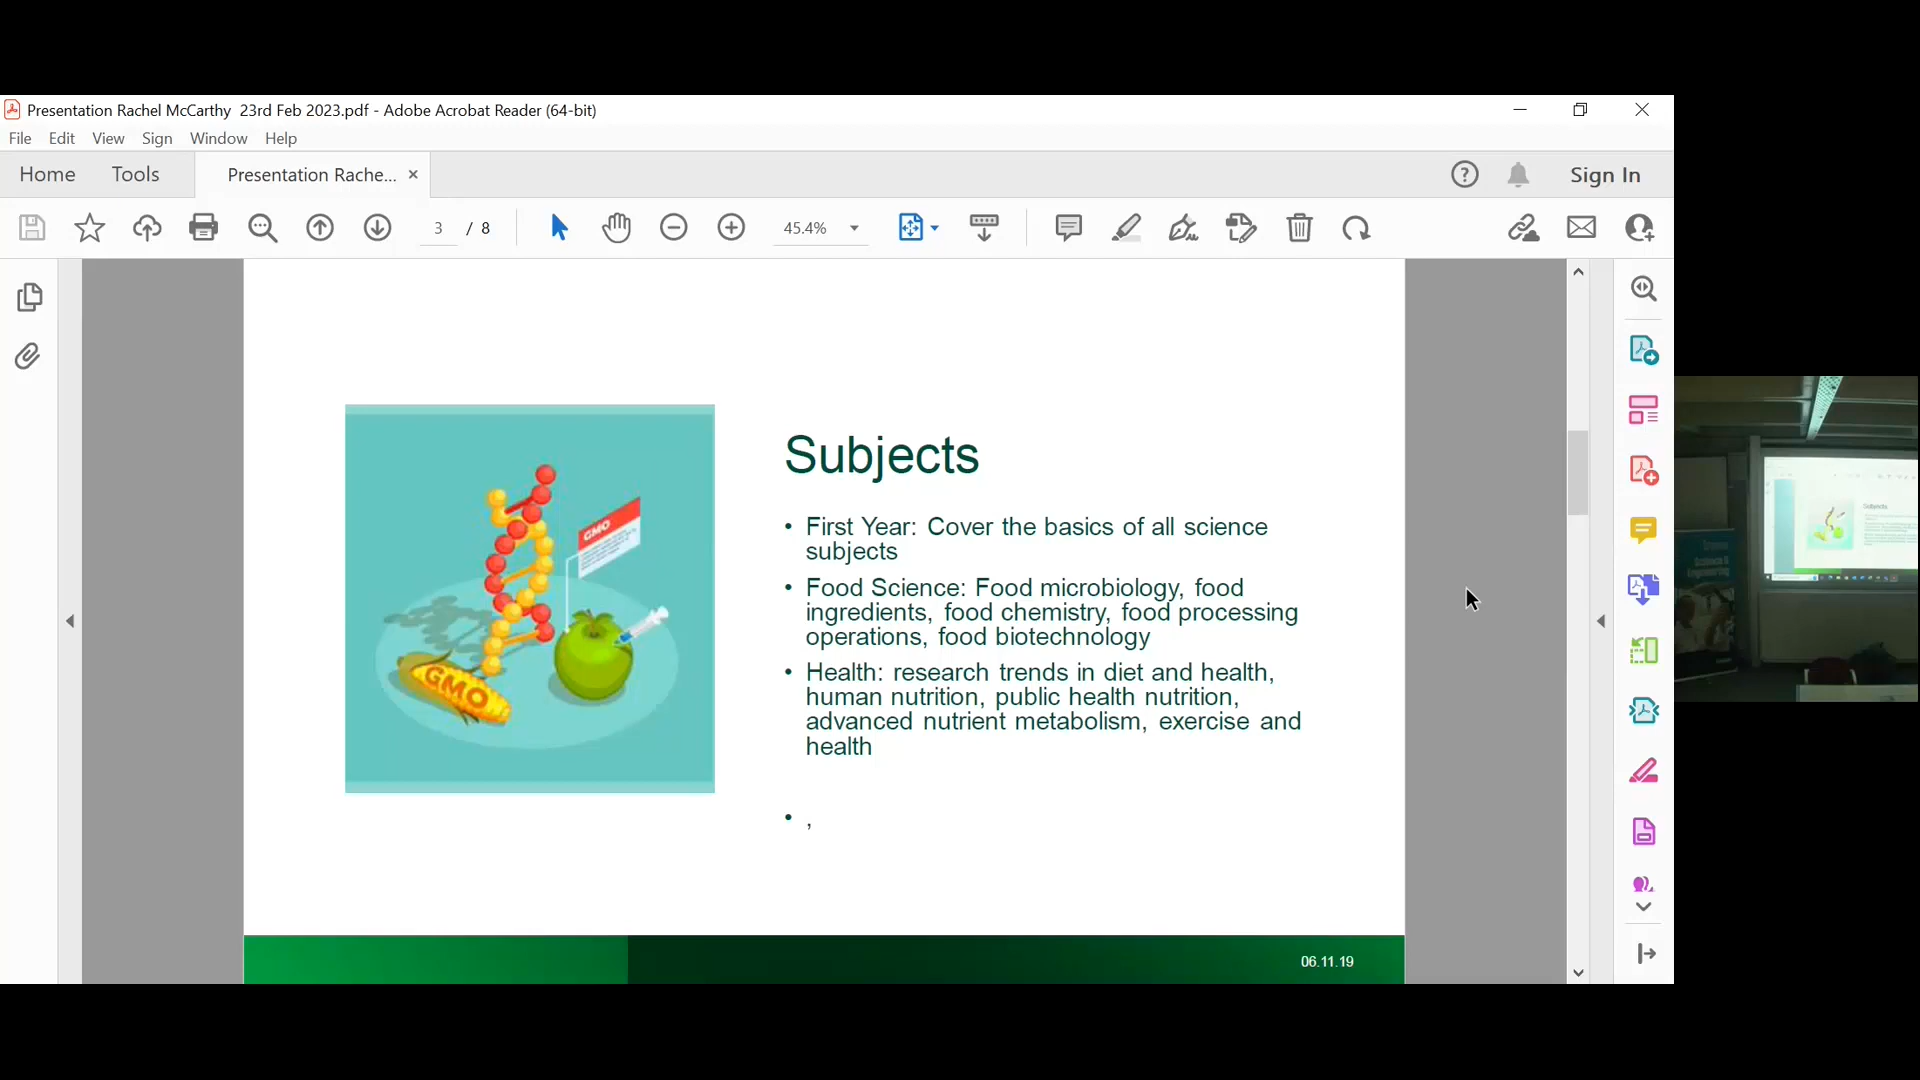 Presentation Rachel McCarthy 23rd Feb 2023.pdf - Adobe Acrobat Reader (64-bit)
File Edit View Sign Window Help
Home Tools Presentation Rache... × Sign In
3 / 8 45.4%
GMO
GMO
Subjects
• First Year: Cover the basics of all science
subjects
• Food Science: Food microbiology, food
ingredients, food chemistry, food processing
operations, food biotechnology
• Health: research trends in diet and health,
human nutrition, public health nutrition,
advanced nutrient metabolism, exercise and
health
• ,
06.11.19
Subjects
Science & Engineering